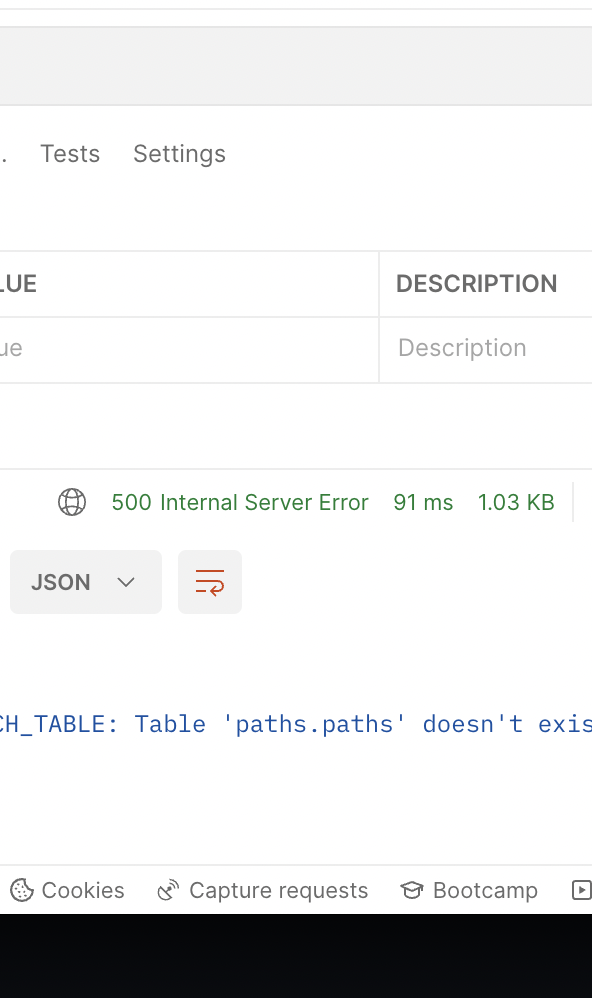 . Tests Settings
LUE DESCRIPTION
ue Description
500 Internal Server Error 91 ms 1.03 KB
JSON
CH_TABLE: Table 'paths.paths' doesn't exis
Cookies Capture requests Bootcamp